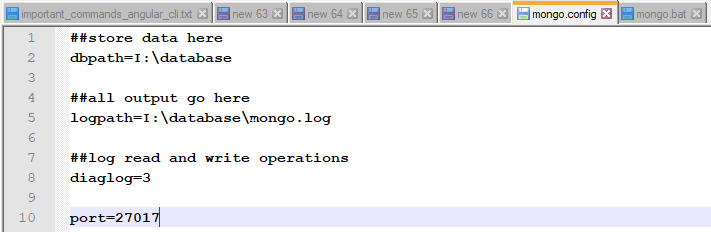 important_commands_angular_cli.txt new 63 new 64 new 65 new 66 mongo.config mongo.bat
1 ##store data here
2 dbpath=I:\database
3
4 ##all output go here
5 logpath=I:\database\mongo.log
6
7 ##log read and write operations
8 diaglog=3
9
10 port=27017